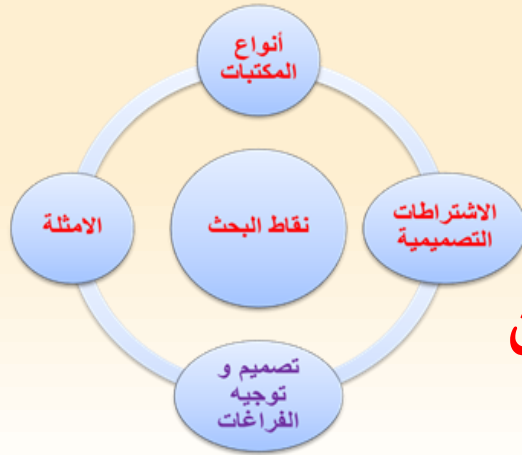 أنواع
المكتبات
الاشتراطات
التصميمية
نقاط البحث
الامثلة
تصميم و
توجيه
الفراغات